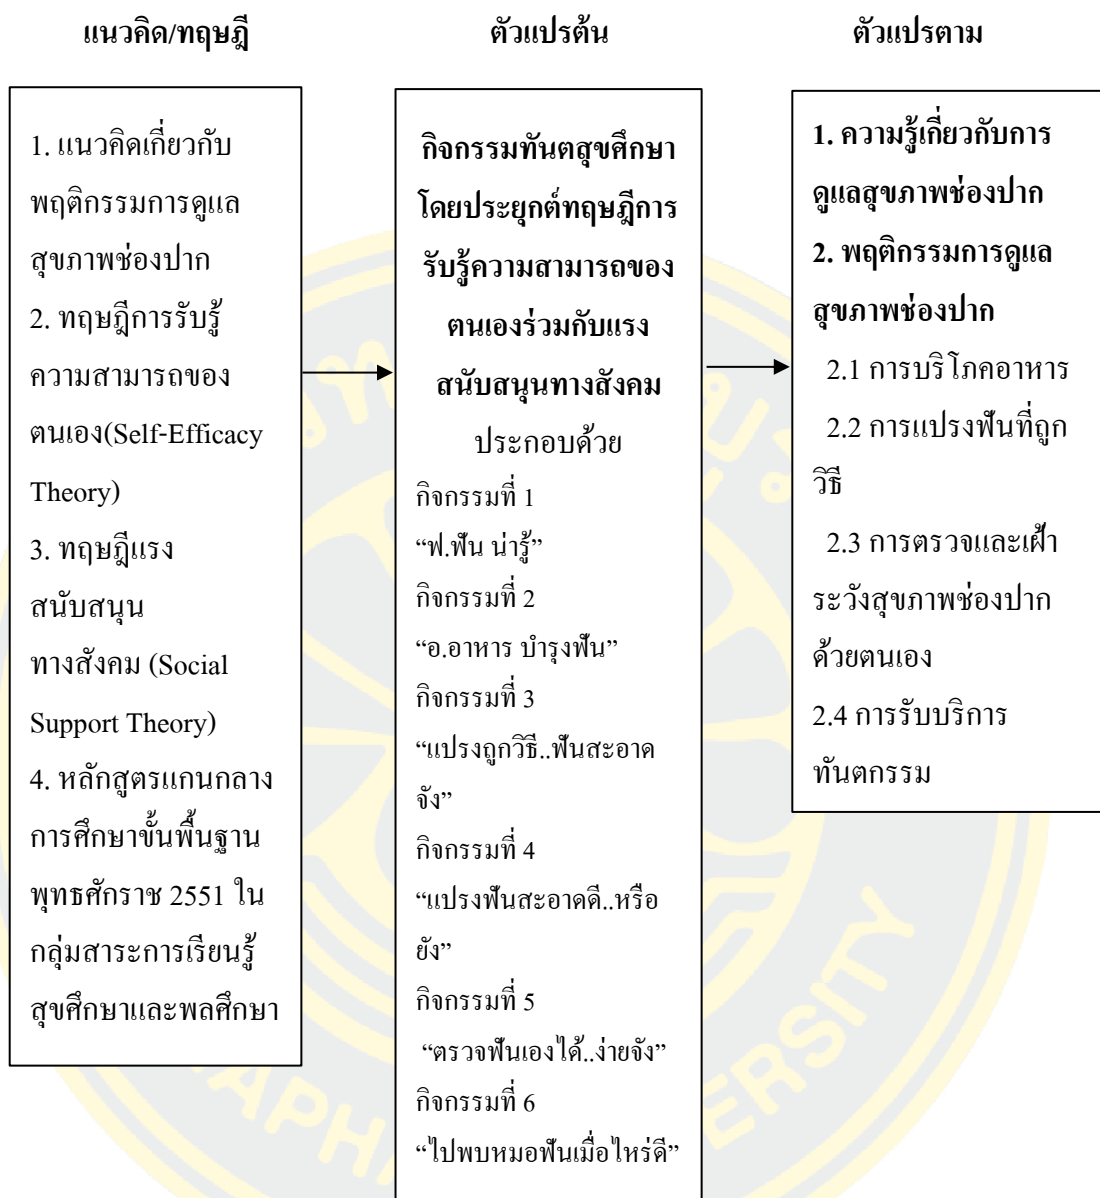 แนวคิด/ทฤษฎี
1. แนวคิดเกี่ยวกับ
พฤติกรรมการดูแล
สุขภาพช่องปาก
2. ทฤษฎีการรับรู้
ความสามารถของ
ตนเอง(Self-Efficacy
Theory)
3. ทฤษฎีแรง
สนับสนุน
ทางสังคม (Social
Support Theory)
4. หลักสูตรแกนกลาง
การศึกษาขั้นพื้นฐาน
พุทธศักราช 2551 ใน
กลุ่มสาระการเรียนรู้
สุขศึกษาและพลศึกษา
ตัวแปรต้น
กิจกรรมทันตสุขศึกษา
โดยประยุกต์ทฤษฎีการ
รับรู้ความสามารถของ
ตนเองร่วมกับแรง
สนับสนุนทางสังคม
ประกอบด้วย
กิจกรรมที่ 1
“ฟ.ฟัน น่ารู้”
กิจกรรมที่ 2
“อ.อาหาร บำรุงฟัน”
กิจกรรมที่ 3
“แปรงถูกวิธี..ฟันสะอาด
จัง”
กิจกรรมที่ 4
“แปรงฟันสะอาดดี..หรือ
ยัง”
กิจกรรมที่ 5
“ตรวจฟันเองได้..ง่ายจัง”
กิจกรรมที่ 6
“ไปพบหมอฟันเมื่อไหร่ดี”
ตัวแปรตาม
1. ความรู้เกี่ยวกับการ
ดูแลสุขภาพช่องปาก
2. พฤติกรรมการดูแล
สุขภาพช่องปาก
2.1 การบริโภคอาหาร
2.2 การแปรงฟันที่ถูก
วิธี
2.3 การตรวจและเฝ้า
ระวังสุขภาพช่องปาก
ด้วยตนเอง
2.4 การรับบริการ
ทันตกรรม